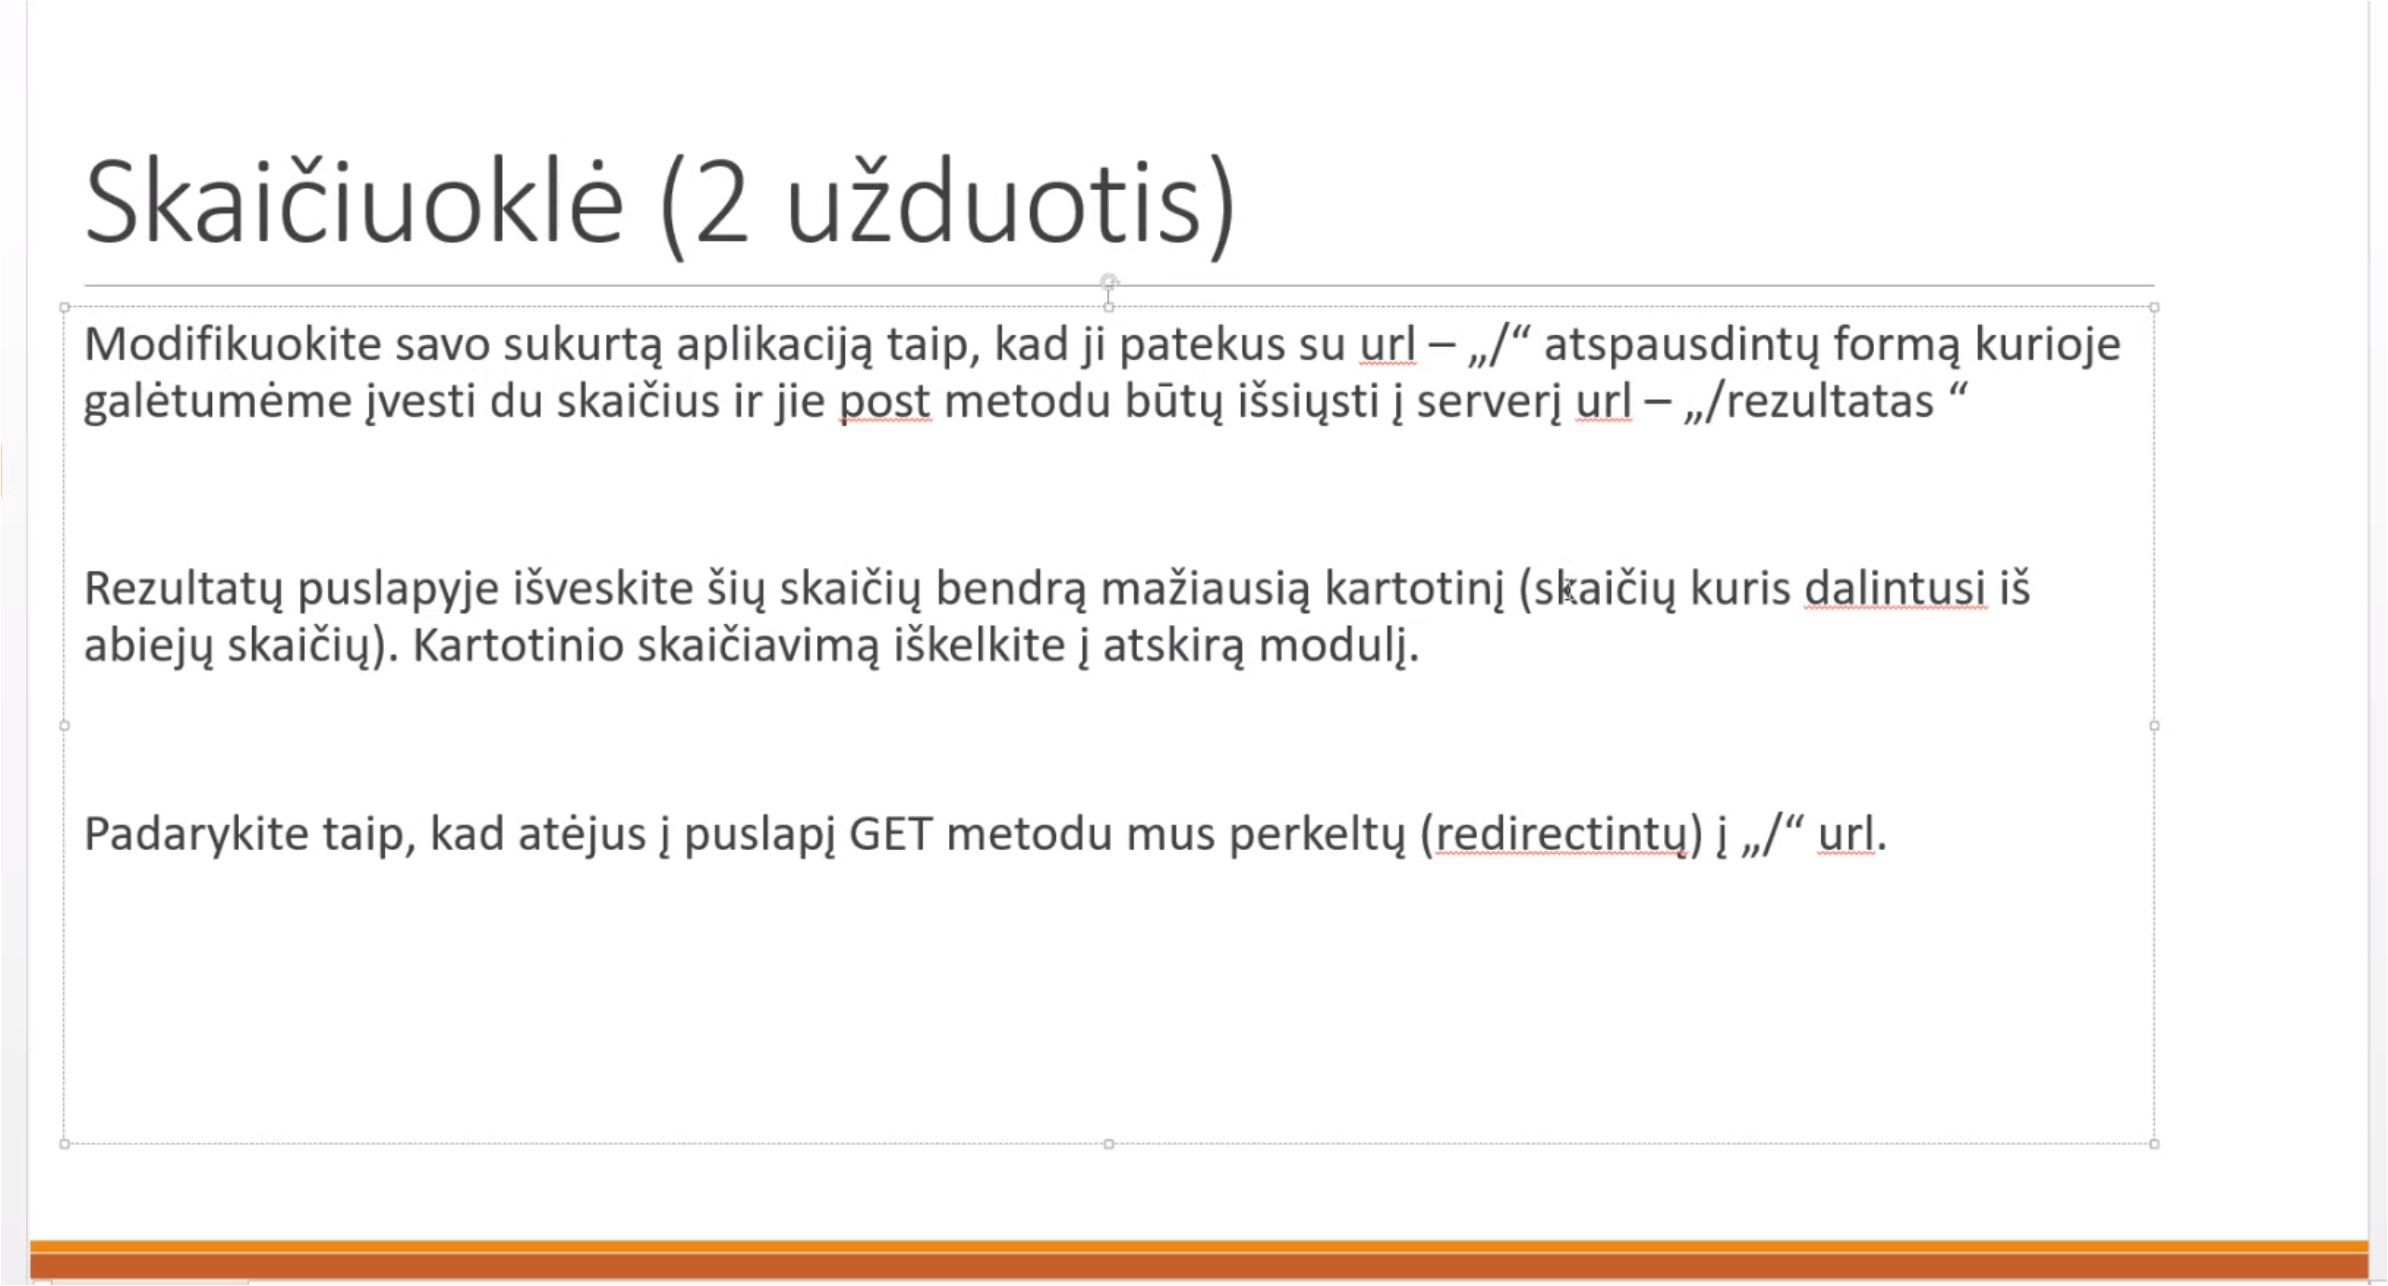 Skaičiuoklė (2 užduotis)
Modifikuokite savo sukurtą aplikaciją taip, kad ji patekus su url – „/“ atspausdintų formą kurioje
galėtumėme įvesti du skaičius ir jie post metodu būtų išsiųsti į serverį url – „/rezultatas “
Rezultatų puslapyje išveskite šių skaičių bendrą mažiausią kartotinį (skaičių kuris dalintusi iš
abiejų skaičių). Kartotinio skaičiavimą iškelkite į atskirą modulį.
Padarykite taip, kad atėjus į puslapį GET metodu mus perkeltų (redirectintų) į „/“ url.